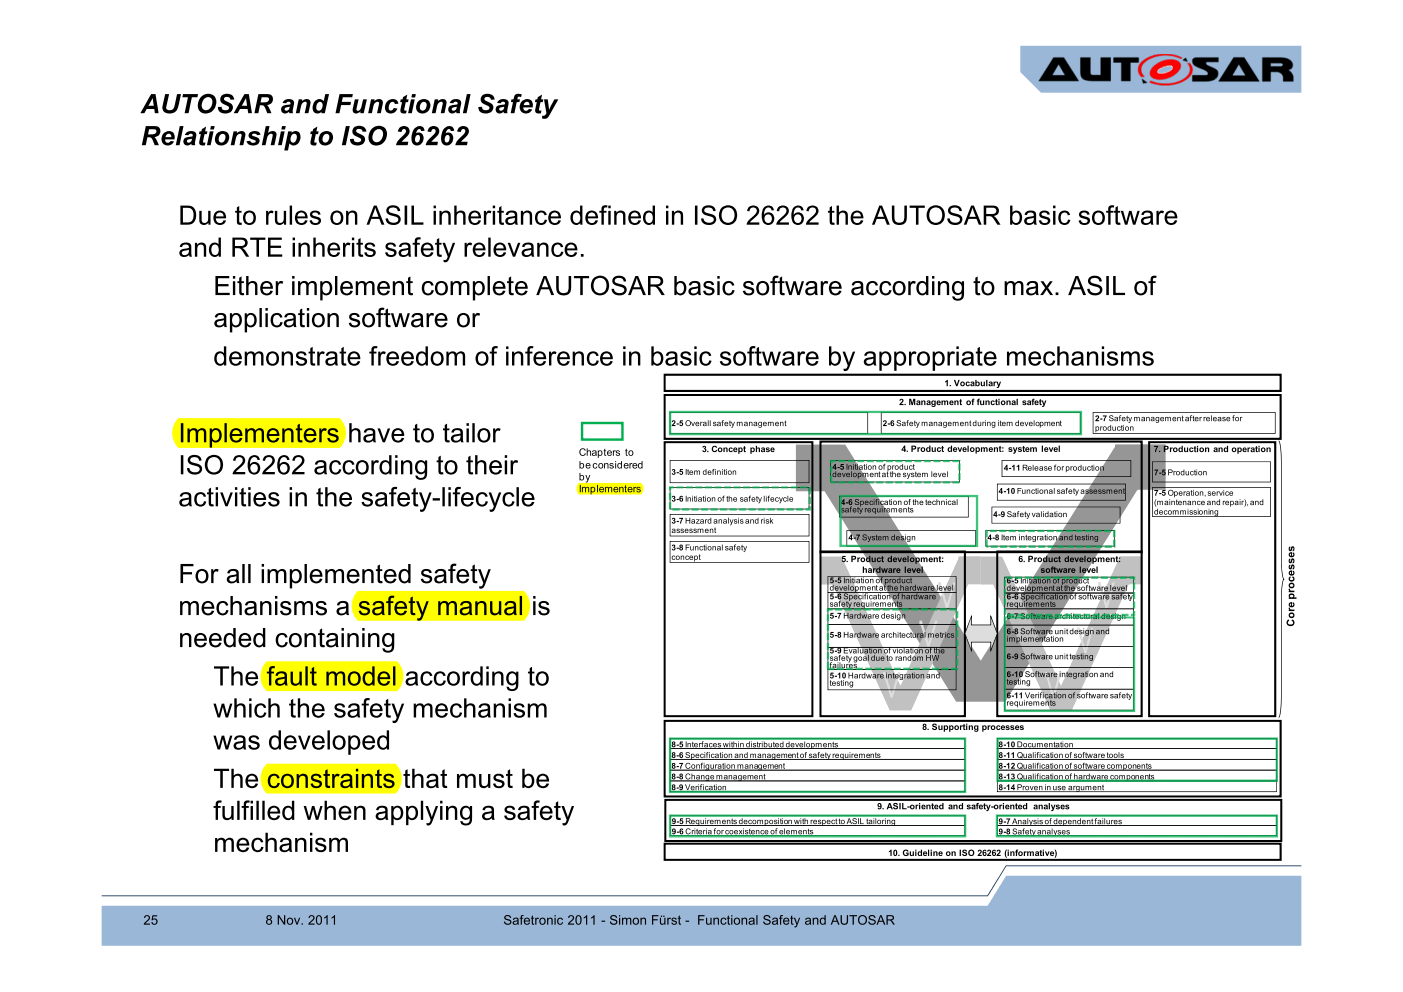 AUTOSAR
AUTOSAR and Functional Safety
Relationship to ISO 26262
Due to rules on ASIL inheritance defined in ISO 26262 the AUTOSAR basic software
and RTE inherits safety relevance.
Either implement complete AUTOSAR basic software according to max. ASIL of
application software or
demonstrate freedom of inference in basic software by appropriate mechanisms
Implementers have to tailor
ISO 26262 according to their
activities in the safety-lifecycle
For all implemented safety
mechanisms a safety manual is
needed containing
The fault model according to
which the safety mechanism
was developed
The constraints that must be
fulfilled when applying a safety
mechanism
Chapters to
be considered
by
Implementers
1. Vocabulary
2. Management of functional safety
2-5 Overall safety management
2-6 Safety management during item development
2-7 Safety management after release for
production
3. Concept phase
3-5 Item definition
3-6 Initiation of the safety lifecycle
3-7 Hazard analysis and risk
assessment
3-8 Functional safety
concept
4. Product development: system level
4-5 Initiation of product
development at the system level
4-6 Specification of the technical
safety requirements
4-7 System design
4-11 Release for production
4-10 Functional safety assessment
4-9 Safety validation
4-8 Item integration and testing
7. Production and operation
7-5 Production
7-5 Operation, service
(maintenance and repair), and
decommissioning
5. Product development:
hardware level
5-5 Initiation of product
development at the hardware level
5-6 Specification of hardware
safety requirements
5-7 Hardware design
5-8 Hardware architectural metrics
5-9 Evaluation of violation of the
safety goal due to random HW
failures
5-10 Hardware integration and
testing
6. Product development:
software level
6-5 Initiation of product
development at the software level
6-6 Specification of software safety
requirements
6-7 Software architectural design
6-8 Software unit design and
implementation
6-9 Software unit testing
6-10 Software integration and
testing
6-11 Verification of software safety
requirements
Core processes
8. Supporting processes
8-5 Interfaces within distributed developments
8-6 Specification and management of safety requirements
8-7 Configuration management
8-8 Change management
8-9 Verification
8-10 Documentation
8-11 Qualification of software tools
8-12 Qualification of software components
8-13 Qualification of hardware components
8-14 Proven in use argument
9. ASIL-oriented and safety-oriented analyses
9-5 Requirements decomposition with respect to ASIL tailoring
9-6 Criteria for coexistence of elements
9-7 Analysis of dependent failures
9-8 Safety analyses
10. Guideline on ISO 26262 (informative)
25
8 Nov. 2011
Safetronic 2011 - Simon Fürst - Functional Safety and AUTOSAR